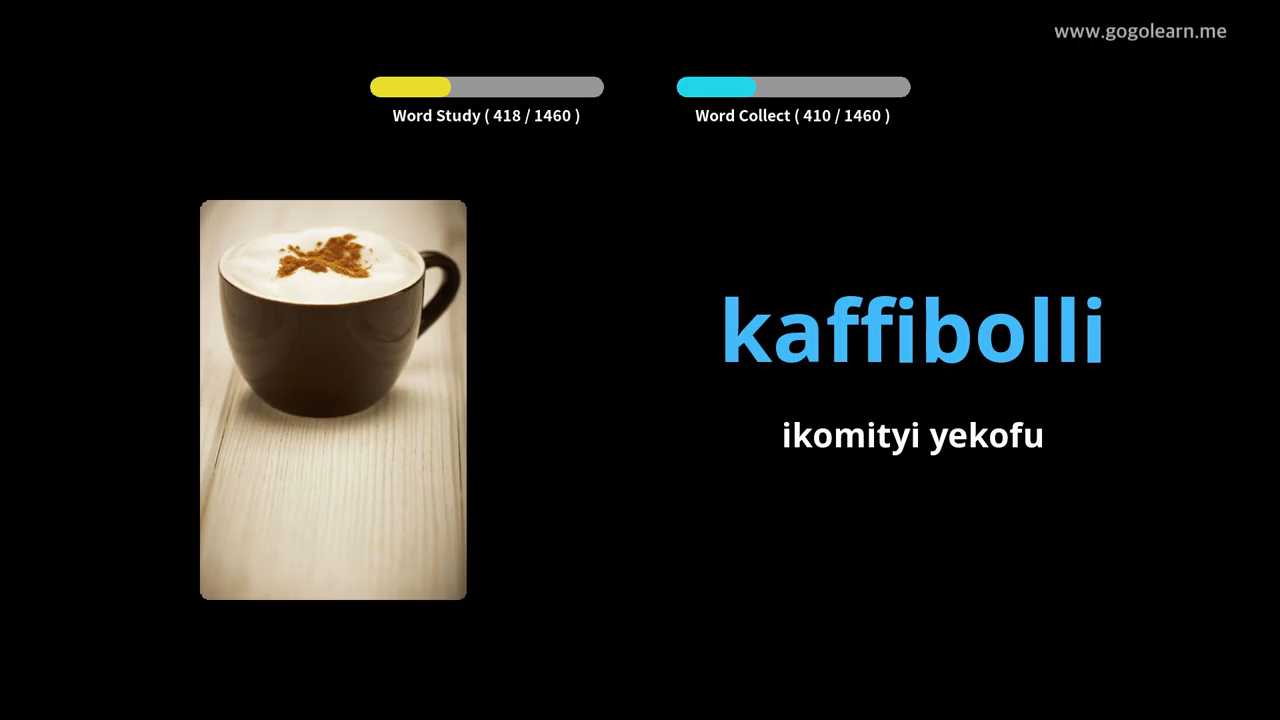 www.gogolearn.me
Word Study ( 418 / 1460 )
Word Collect ( 410 / 1460 )
kaffibolli
ikomityi yekofu